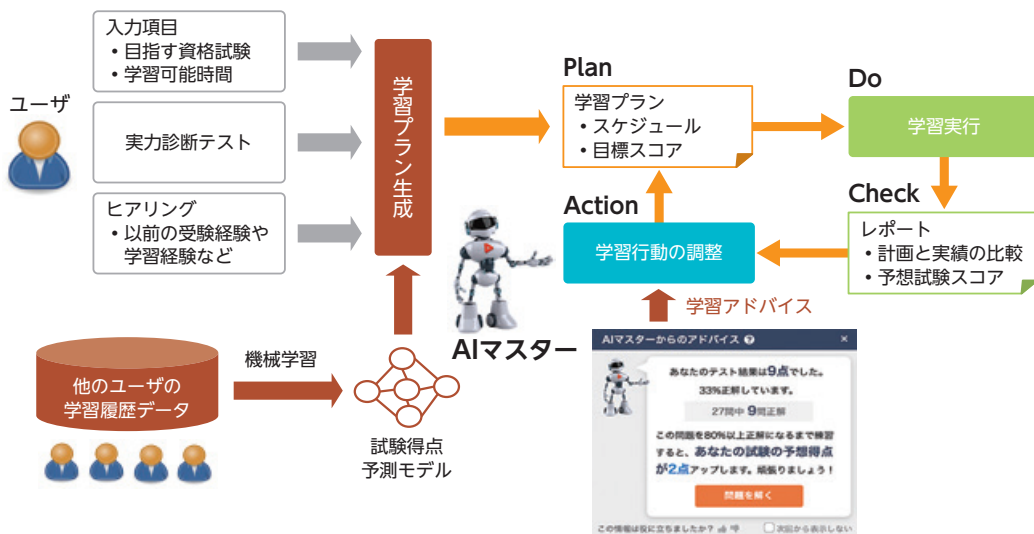 入力項目
・目指す資格試験
・学習可能時間
ユーザ
実力診断テスト
ヒアリング
・以前の受験経験や
学習経験など
学習プラン生成
Plan
学習プラン
・スケジュール
・目標スコア
Do
学習実行
Check
レポート
・計画と実績の比較
・予想試験スコア
Action
学習行動の調整
学習アドバイス
AIマスター
他のユーザの
学習履歴データ
機械学習
試験得点
予測モデル
AIマスターからのアドバイス ?
×
あなたのテスト結果は9点でした。
33%正解しています。
27問中 9問正解
この問題を80%以上正解になるまで練習
すると、あなたの試験の予想得点
が2点アップします。頑張りましょう！
問題を解く
この情報は役に立ちましたか？
次回から表示しない